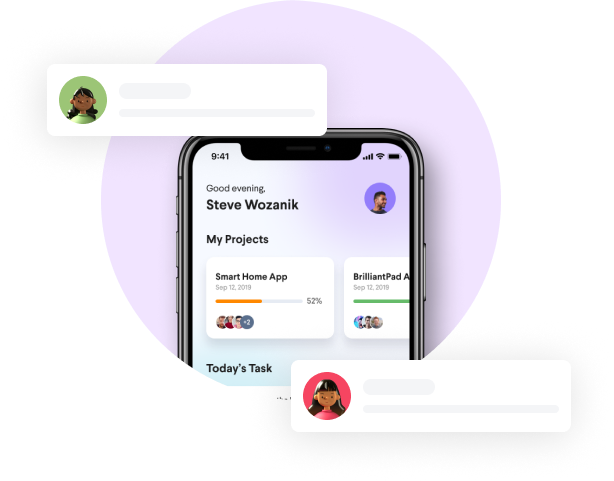 9:41
Good evening,
Steve Wozanik
My Projects
Smart Home App
Sep 12, 2019
52%
+2
BrilliantPad A
Sep 12, 2019
Today's Task